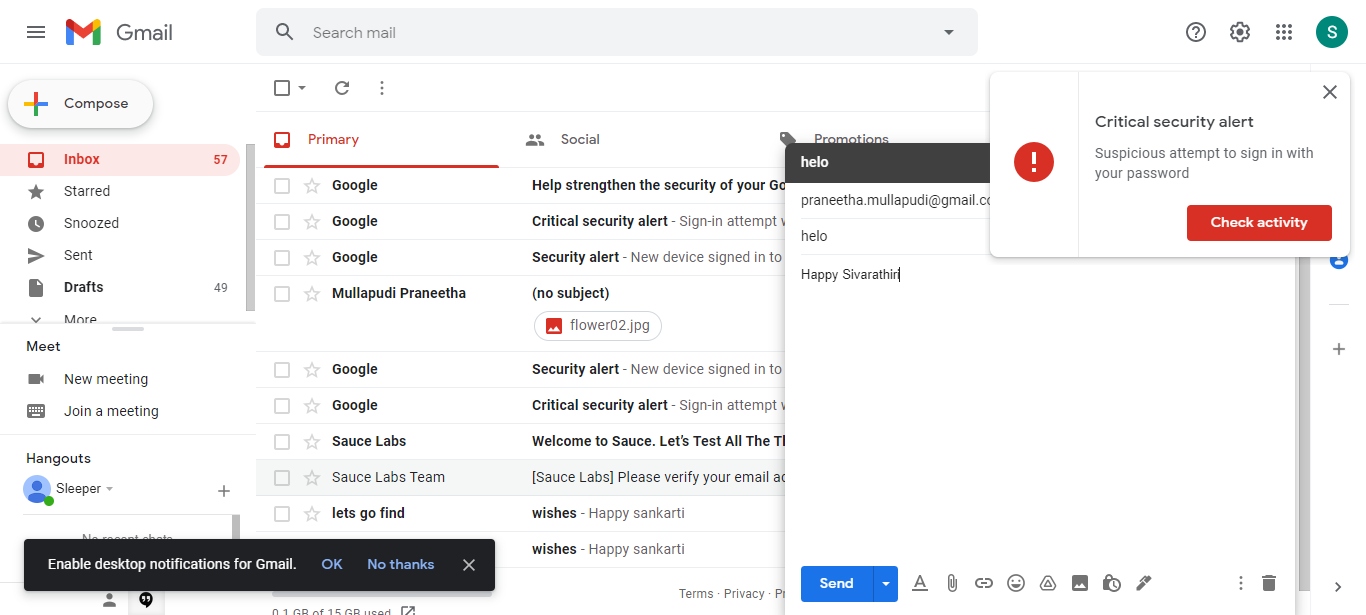 Gmail
Search mail
S
Compose
Inbox 57
Starred
Snoozed
Sent
Drafts 49
More
Meet
New meeting
Join a meeting
Hangouts
Sleeper
No recent chats
Enable desktop notifications for Gmail. OK No thanks
Primary Social Promotions
Google Help strengthen the security of your Go
Google Critical security alert - Sign-in attempt
Google Security alert - New device signed in to
Mullapudi Praneetha (no subject)
flower02.jpg
Google Security alert - New device signed in to
Google Critical security alert - Sign-in attempt
Sauce Labs Welcome to Sauce. Let's Test All The
Sauce Labs Team [Sauce Labs] Please verify your email
lets go find wishes - Happy sankarti
wishes - Happy sankarti
Terms · Privacy ·
0.1 GB of 15 GB used
helo
praneetha.mullapudi@gmail.co
helo
Happy Sivarathiri
Send
Critical security alert
Suspicious attempt to sign in with
your password
Check activity